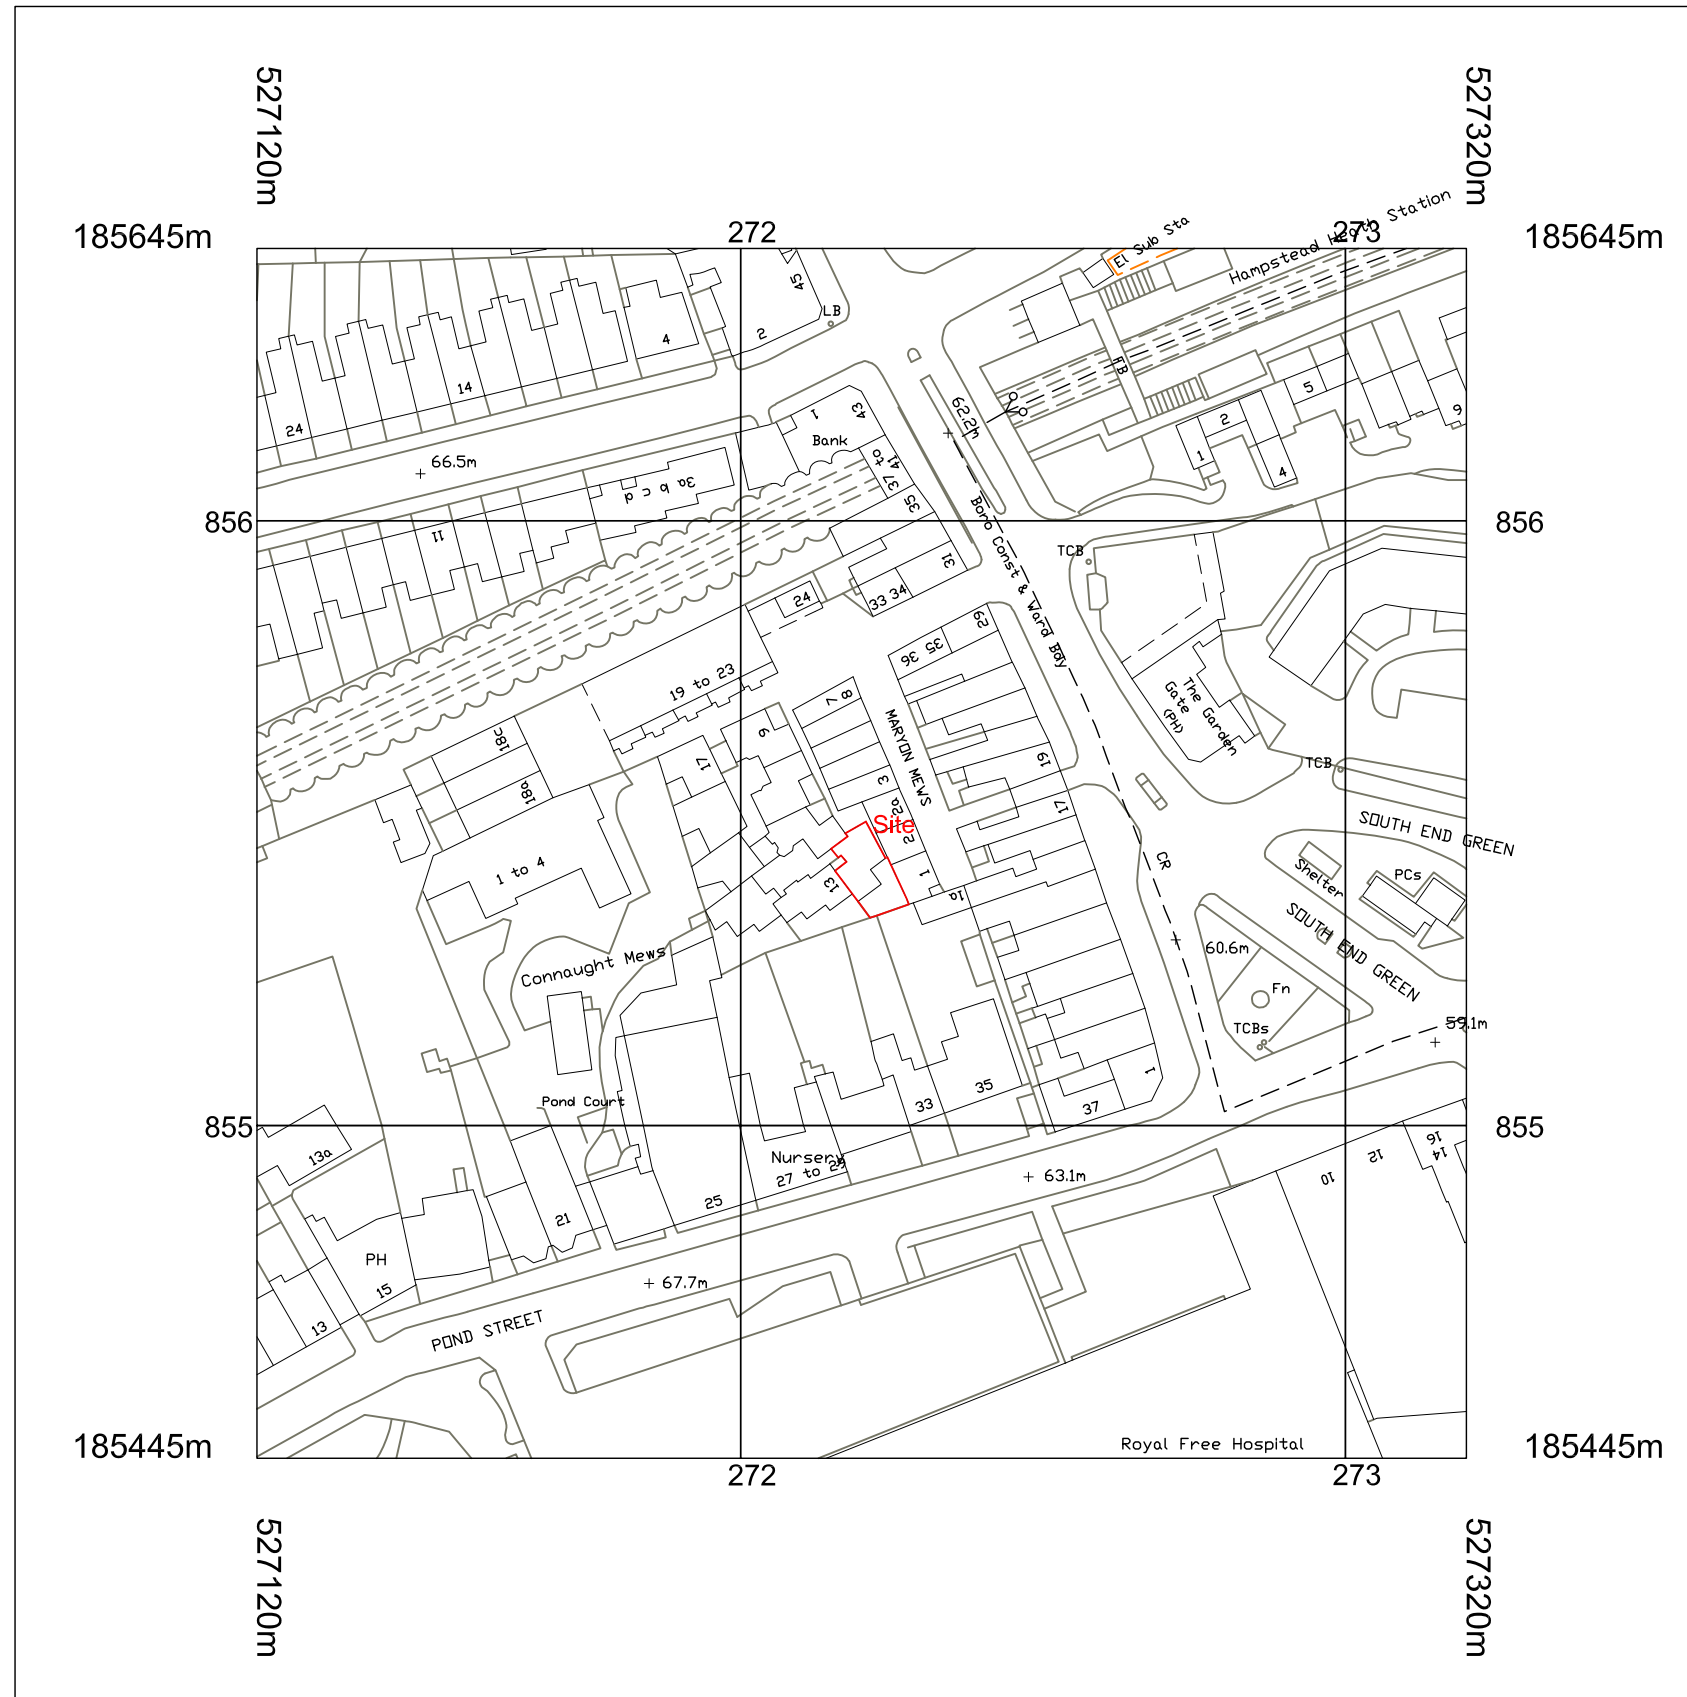 527120m
527320m
185645m
272
273
185645m
El Sub Sta
Hampstead Heath Station
45
LB
2
4
14
24
FB
5
2
9
1
4
62.2m
1
43
Bank
37 to 41
66.5m
3a b c d
35
11
856
856
Boro Const & Ward Bdy
TCB
31
24
33 34
29
35
36
19 to 23
The Garden Gate
(PH)
8
7
MARYON MEWS
9
18c
17
3
19
TCB
18a
2a
17
Site
2
SOUTH END GREEN
1 to 4
13
1
1a
CR
Shelter
PCs
SOUTH END GREEN
Connaught Mews
60.6m
Fn
TCBs
59.1m
Pond Court
35
33
37
1
855
855
13a
Nursery
27 to 29
63.1m
16
14
12
10
25
21
PH
15
13
67.7m
POND STREET
Royal Free Hospital
185445m
272
273
185445m
527120m
527320m